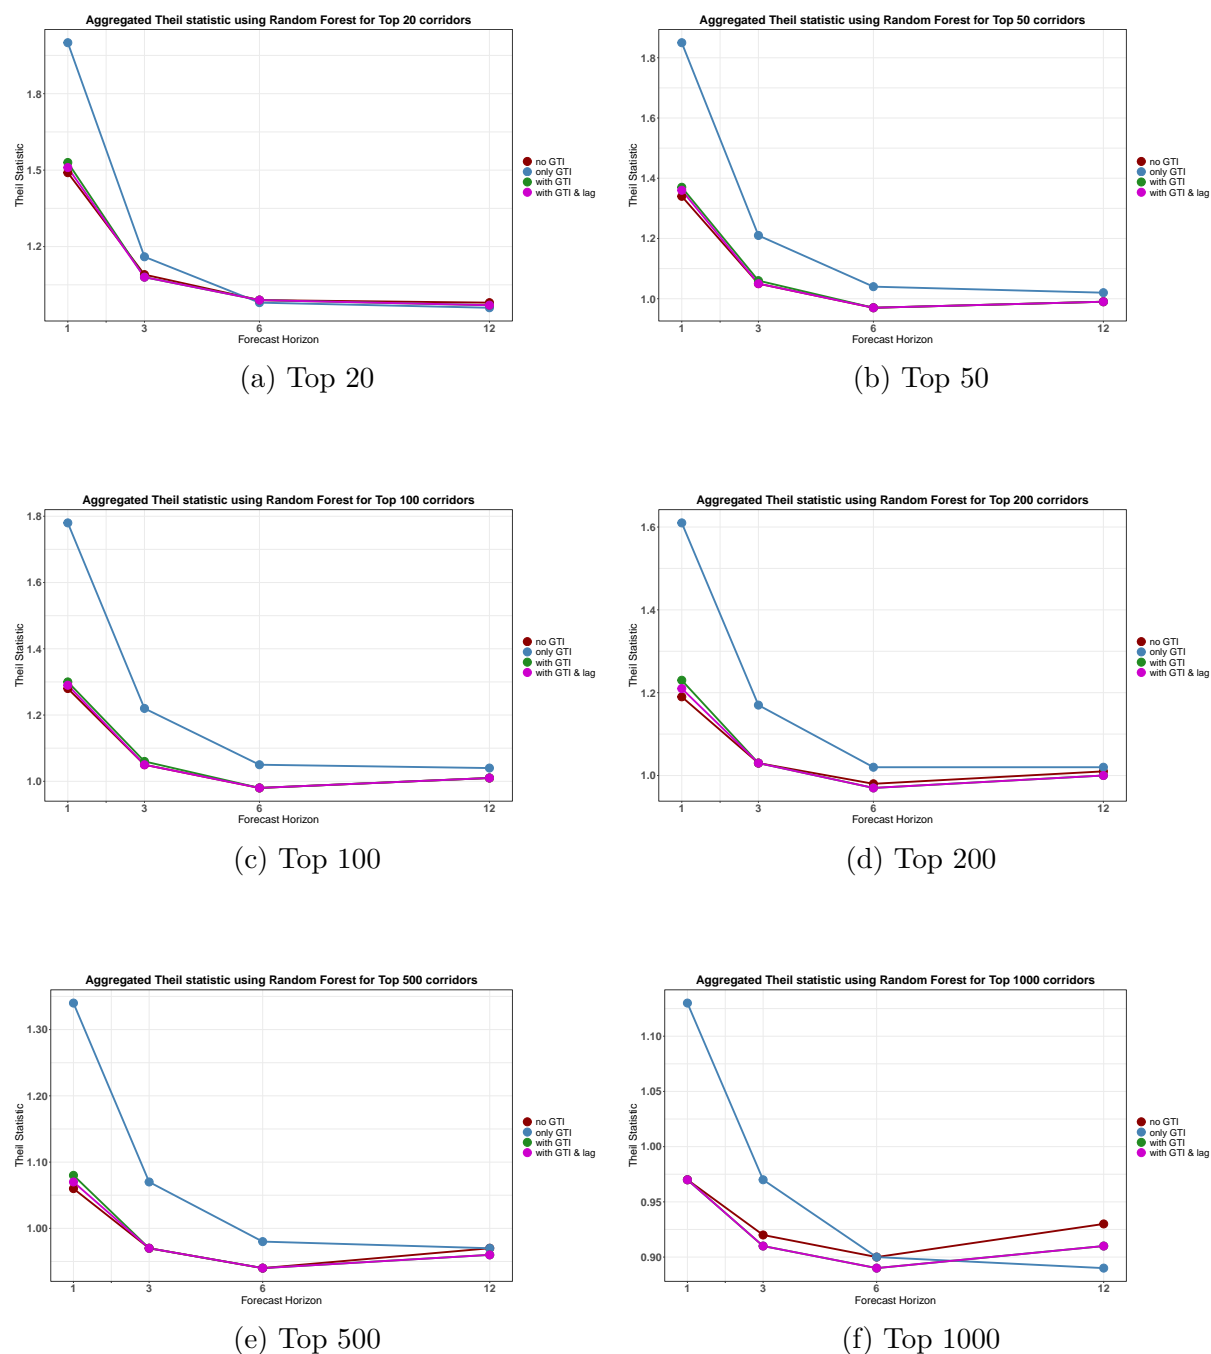 Aggregated Theil statistic using Random Forest for Top 20 corridors
Theil Statistic
1.8
1.5
1.2
1 3 6 12
Forecast Horizon
no GTI
only GTI
with GTI
with GTI & lag
(a) Top 20
Aggregated Theil statistic using Random Forest for Top 50 corridors
Theil Statistic
1.8
1.6
1.4
1.2
1.0
1 3 6 12
Forecast Horizon
no GTI
only GTI
with GTI
with GTI & lag
(b) Top 50
Aggregated Theil statistic using Random Forest for Top 100 corridors
Theil Statistic
1.8
1.6
1.4
1.2
1.0
1 3 6 12
Forecast Horizon
no GTI
only GTI
with GTI
with GTI & lag
(c) Top 100
Aggregated Theil statistic using Random Forest for Top 200 corridors
Theil Statistic
1.6
1.4
1.2
1.0
1 3 6 12
Forecast Horizon
no GTI
only GTI
with GTI
with GTI & lag
(d) Top 200
Aggregated Theil statistic using Random Forest for Top 500 corridors
Theil Statistic
1.30
1.20
1.10
1.00
1 3 6 12
Forecast Horizon
no GTI
only GTI
with GTI
with GTI & lag
(e) Top 500
Aggregated Theil statistic using Random Forest for Top 1000 corridors
Theil Statistic
1.10
1.05
1.00
0.95
0.90
1 3 6 12
Forecast Horizon
no GTI
only GTI
with GTI
with GTI & lag
(f) Top 1000